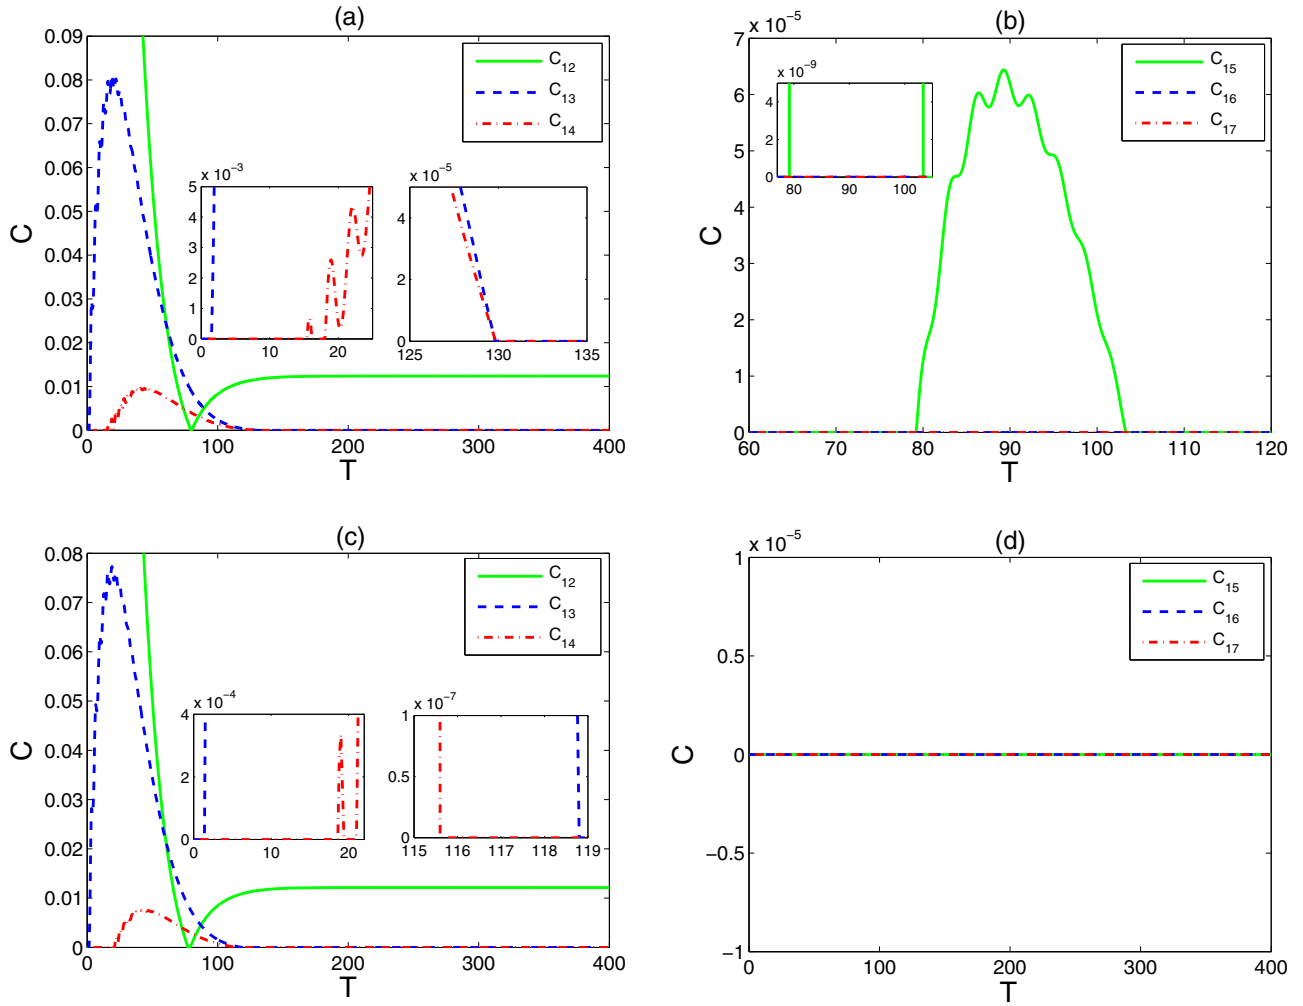 (a)
C
0.09
0.08
0.07
0.06
0.05
0.04
0.03
0.02
0.01
0
0 100 200 300 400
T
C12
C13
C14
x 10−3
5
4
3
2
1
0
0 10 20
x 10−5
4
2
0
125 130 135
(b)
x 10−5
C
7
6
5
4
3
2
1
0
60 70 80 90 100 110 120
T
C15
C16
C17
x 10−9
4
2
0
80 90 100
(c)
C
0.08
0.07
0.06
0.05
0.04
0.03
0.02
0.01
0
0 100 200 300 400
T
C12
C13
C14
x 10−4
4
2
0
0 10 20
x 10−7
1
0.5
0
115 116 117 118 119
(d)
x 10−5
C
1
0.5
0
−0.5
−1
0 100 200 300 400
T
C15
C16
C17